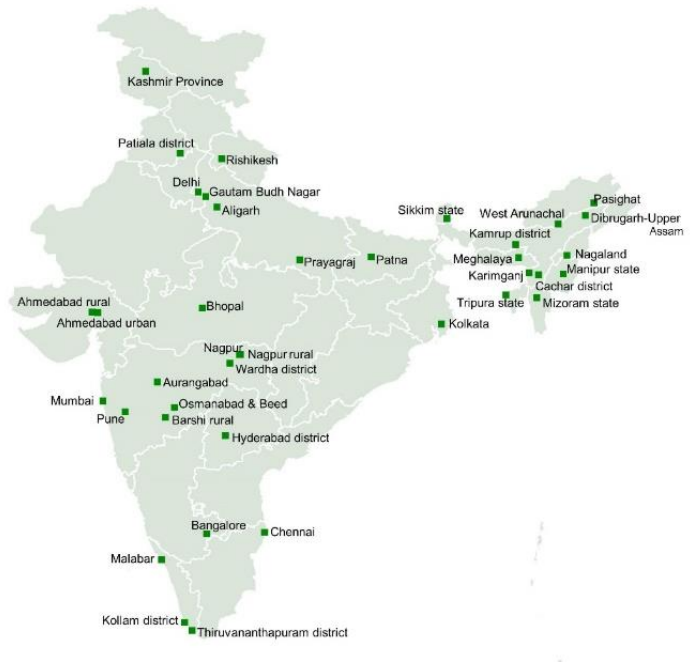 Kashmir Province
Patiala district
Rishikesh
Delhi
Gautam Budh Nagar
Aligarh
Sikkim state
West Arunachal
Pasighat
Dibrugarh-Upper
Assam
Kamrup district
Meghalaya
Nagaland
Prayagraj
Patna
Karimganj
Manipur state
Cachar district
Tripura state
Mizoram state
Ahmedabad rural
Ahmedabad urban
Bhopal
Kolkata
Nagpur
Nagpur rural
Wardha district
Aurangabad
Mumbai
Osmanabad & Beed
Pune
Barshi rural
Hyderabad district
Bangalore
Chennai
Malabar
Kollam district
Thiruvananthapuram district